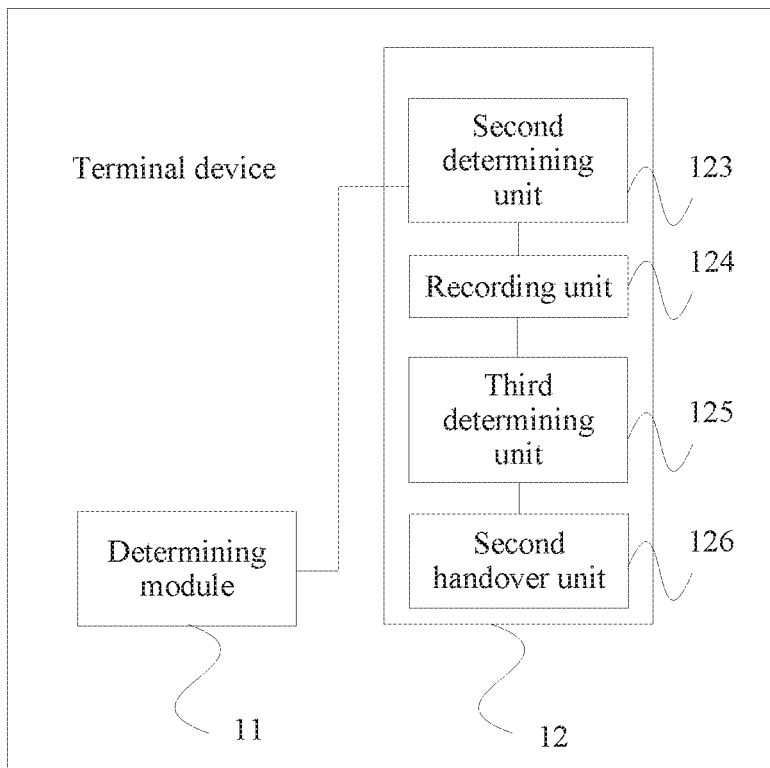 Terminal device
Second
determining
unit
123
Recording unit
124
Third
determining
unit
125
Second
handover unit
126
Determining
module
11
12